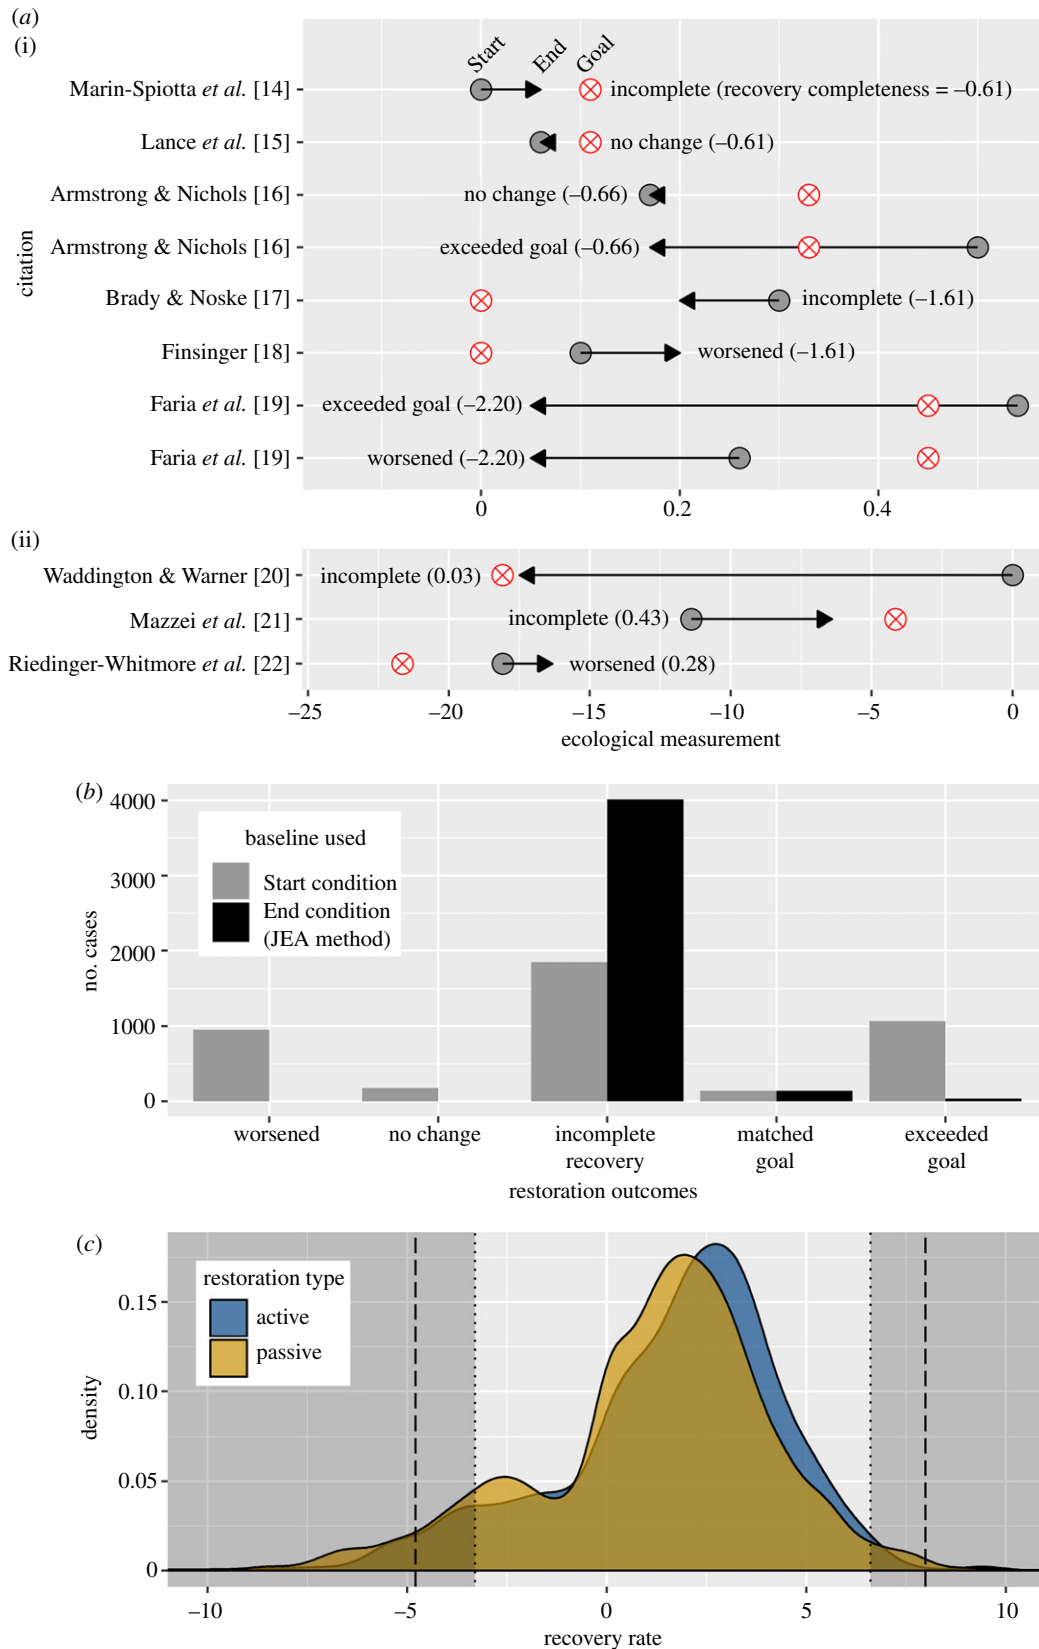 (a)
(i)
Start End Goal
Marin-Spiotta et al. [14] incomplete (recovery completeness = –0.61)
Lance et al. [15] no change (–0.61)
Armstrong & Nichols [16] no change (–0.66)
Armstrong & Nichols [16] exceeded goal (–0.66)
Brady & Noske [17] incomplete (–1.61)
Finsinger [18] worsened (–1.61)
Faria et al. [19] exceeded goal (–2.20)
Faria et al. [19] worsened (–2.20)
citation
0 0.2 0.4
(ii)
Waddington & Warner [20] incomplete (0.03)
Mazzei et al. [21] incomplete (0.43)
Riedinger-Whitmore et al. [22] worsened (0.28)
–25 –20 –15 –10 –5 0
ecological measurement
(b)
4000
3000
2000
1000
0
no. cases
baseline used
Start condition
End condition
(JEA method)
worsened no change incomplete matched exceeded
recovery goal goal
restoration outcomes
(c)
restoration type
active
passive
0.15
0.10
0.05
0
density
–10 –5 0 5 10
recovery rate